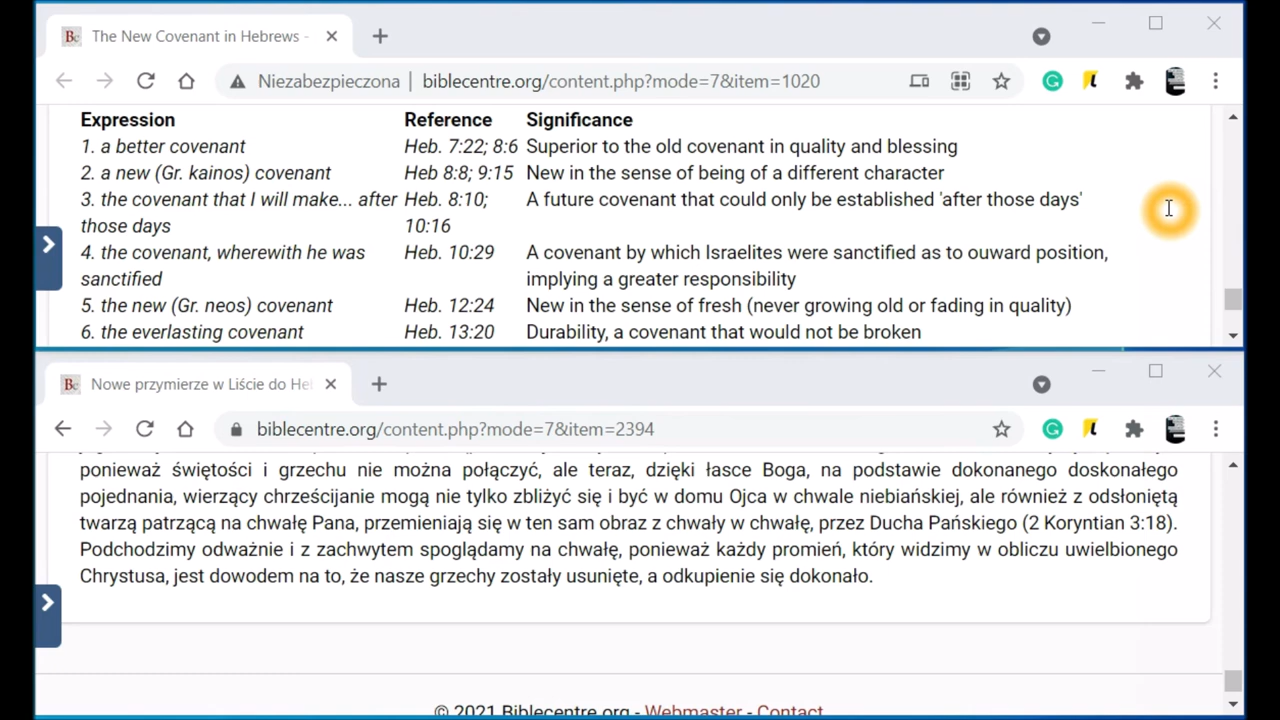 The New Covenant in Hebrews -
Niezabezpieczona | biblecentre.org/content.php?mode=7&item=1020
Expression Reference Significance
1. a better covenant Heb. 7:22; 8:6 Superior to the old covenant in quality and blessing
2. a new (Gr. kainos) covenant Heb 8:8; 9:15 New in the sense of being of a different character
3. the covenant that I will make... after Heb. 8:10; A future covenant that could only be established 'after those days'
those days 10:16
4. the covenant, wherewith he was Heb. 10:29 A covenant by which Israelites were sanctified as to ouward position,
sanctified implying a greater responsibility
5. the new (Gr. neos) covenant Heb. 12:24 New in the sense of fresh (never growing old or fading in quality)
6. the everlasting covenant Heb. 13:20 Durability, a covenant that would not be broken
Nowe przymierze w Liście do He
biblecentre.org/content.php?mode=7&item=2394
ponieważ świętości i grzechu nie można połączyć, ale teraz, dzięki łasce Boga, na podstawie dokonanego doskonałego
pojednania, wierzący chrześcijanie mogą nie tylko zbliżyć się i być w domu Ojca w chwale niebiańskiej, ale również z odsłoniętą
twarzą patrzącą na chwałę Pana, przemieniają się w ten sam obraz z chwały w chwałę, przez Ducha Pańskiego (2 Koryntian 3:18).
Podchodzimy odważnie i z zachwytem spoglądamy na chwałę, ponieważ każdy promień, który widzimy w obliczu uwielbionego
Chrystusa, jest dowodem na to, że nasze grzechy zostały usunięte, a odkupienie się dokonało.
© 2021 Biblecentre.org - Webmaster - Contact